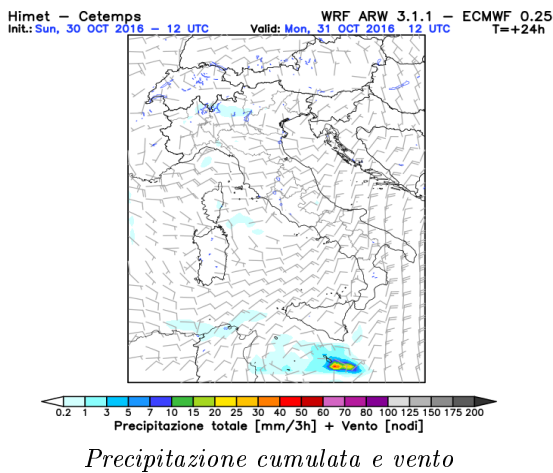 Himet – Cetemps WRF ARW 3.1.1 – ECMWF 0.25
Init.: Sun, 30 OCT 2016 – 12 UTC Valid: Mon, 31 OCT 2016 12 UTC T=+24h
0.2 1 3 5 7 10 15 20 25 30 40 50 60 70 80 100 125 150 175 200
Precipitazione totale [mm/3h] + Vento [nodi]
Precipitazione cumulata e vento